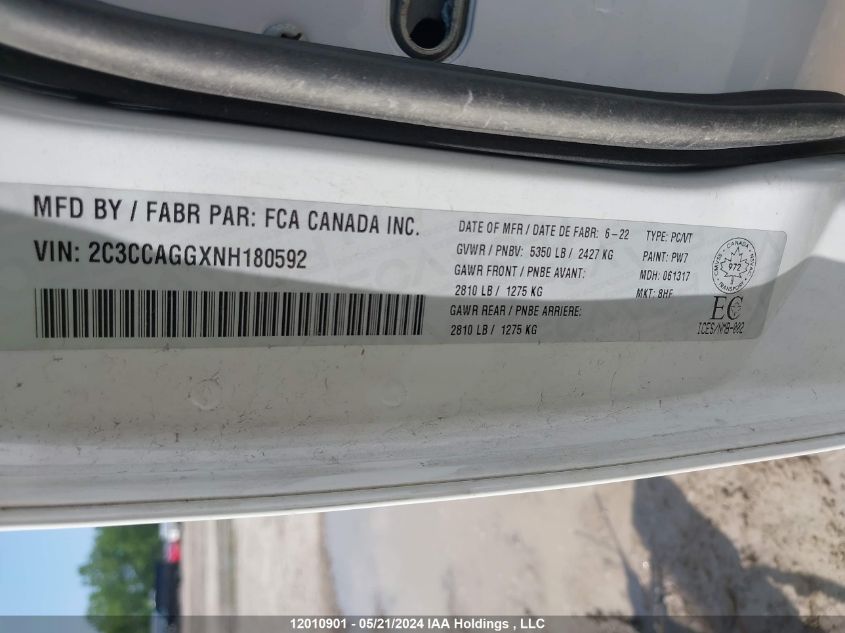 MFD BY / FABR PAR: FCA CANADA INC.
VIN: 2C3CCAGGXNH180592
DATE OF MFR / DATE DE FABR: 6-22
GVWR / PNBV: 5350 LB / 2427 KG
GAWR FRONT / PNBE AVANT:
2810 LB / 1275 KG
GAWR REAR / PNBE ARRIERE:
2810 LB / 1275 KG
TYPE: PC/VT
PAINT: PW7
MDH: 061317
MKT: 8HF
CANADA
972
TRANSPORT
EC
ICES/NMB-002
12010901 - 05/21/2024 IAA Holdings , LLC